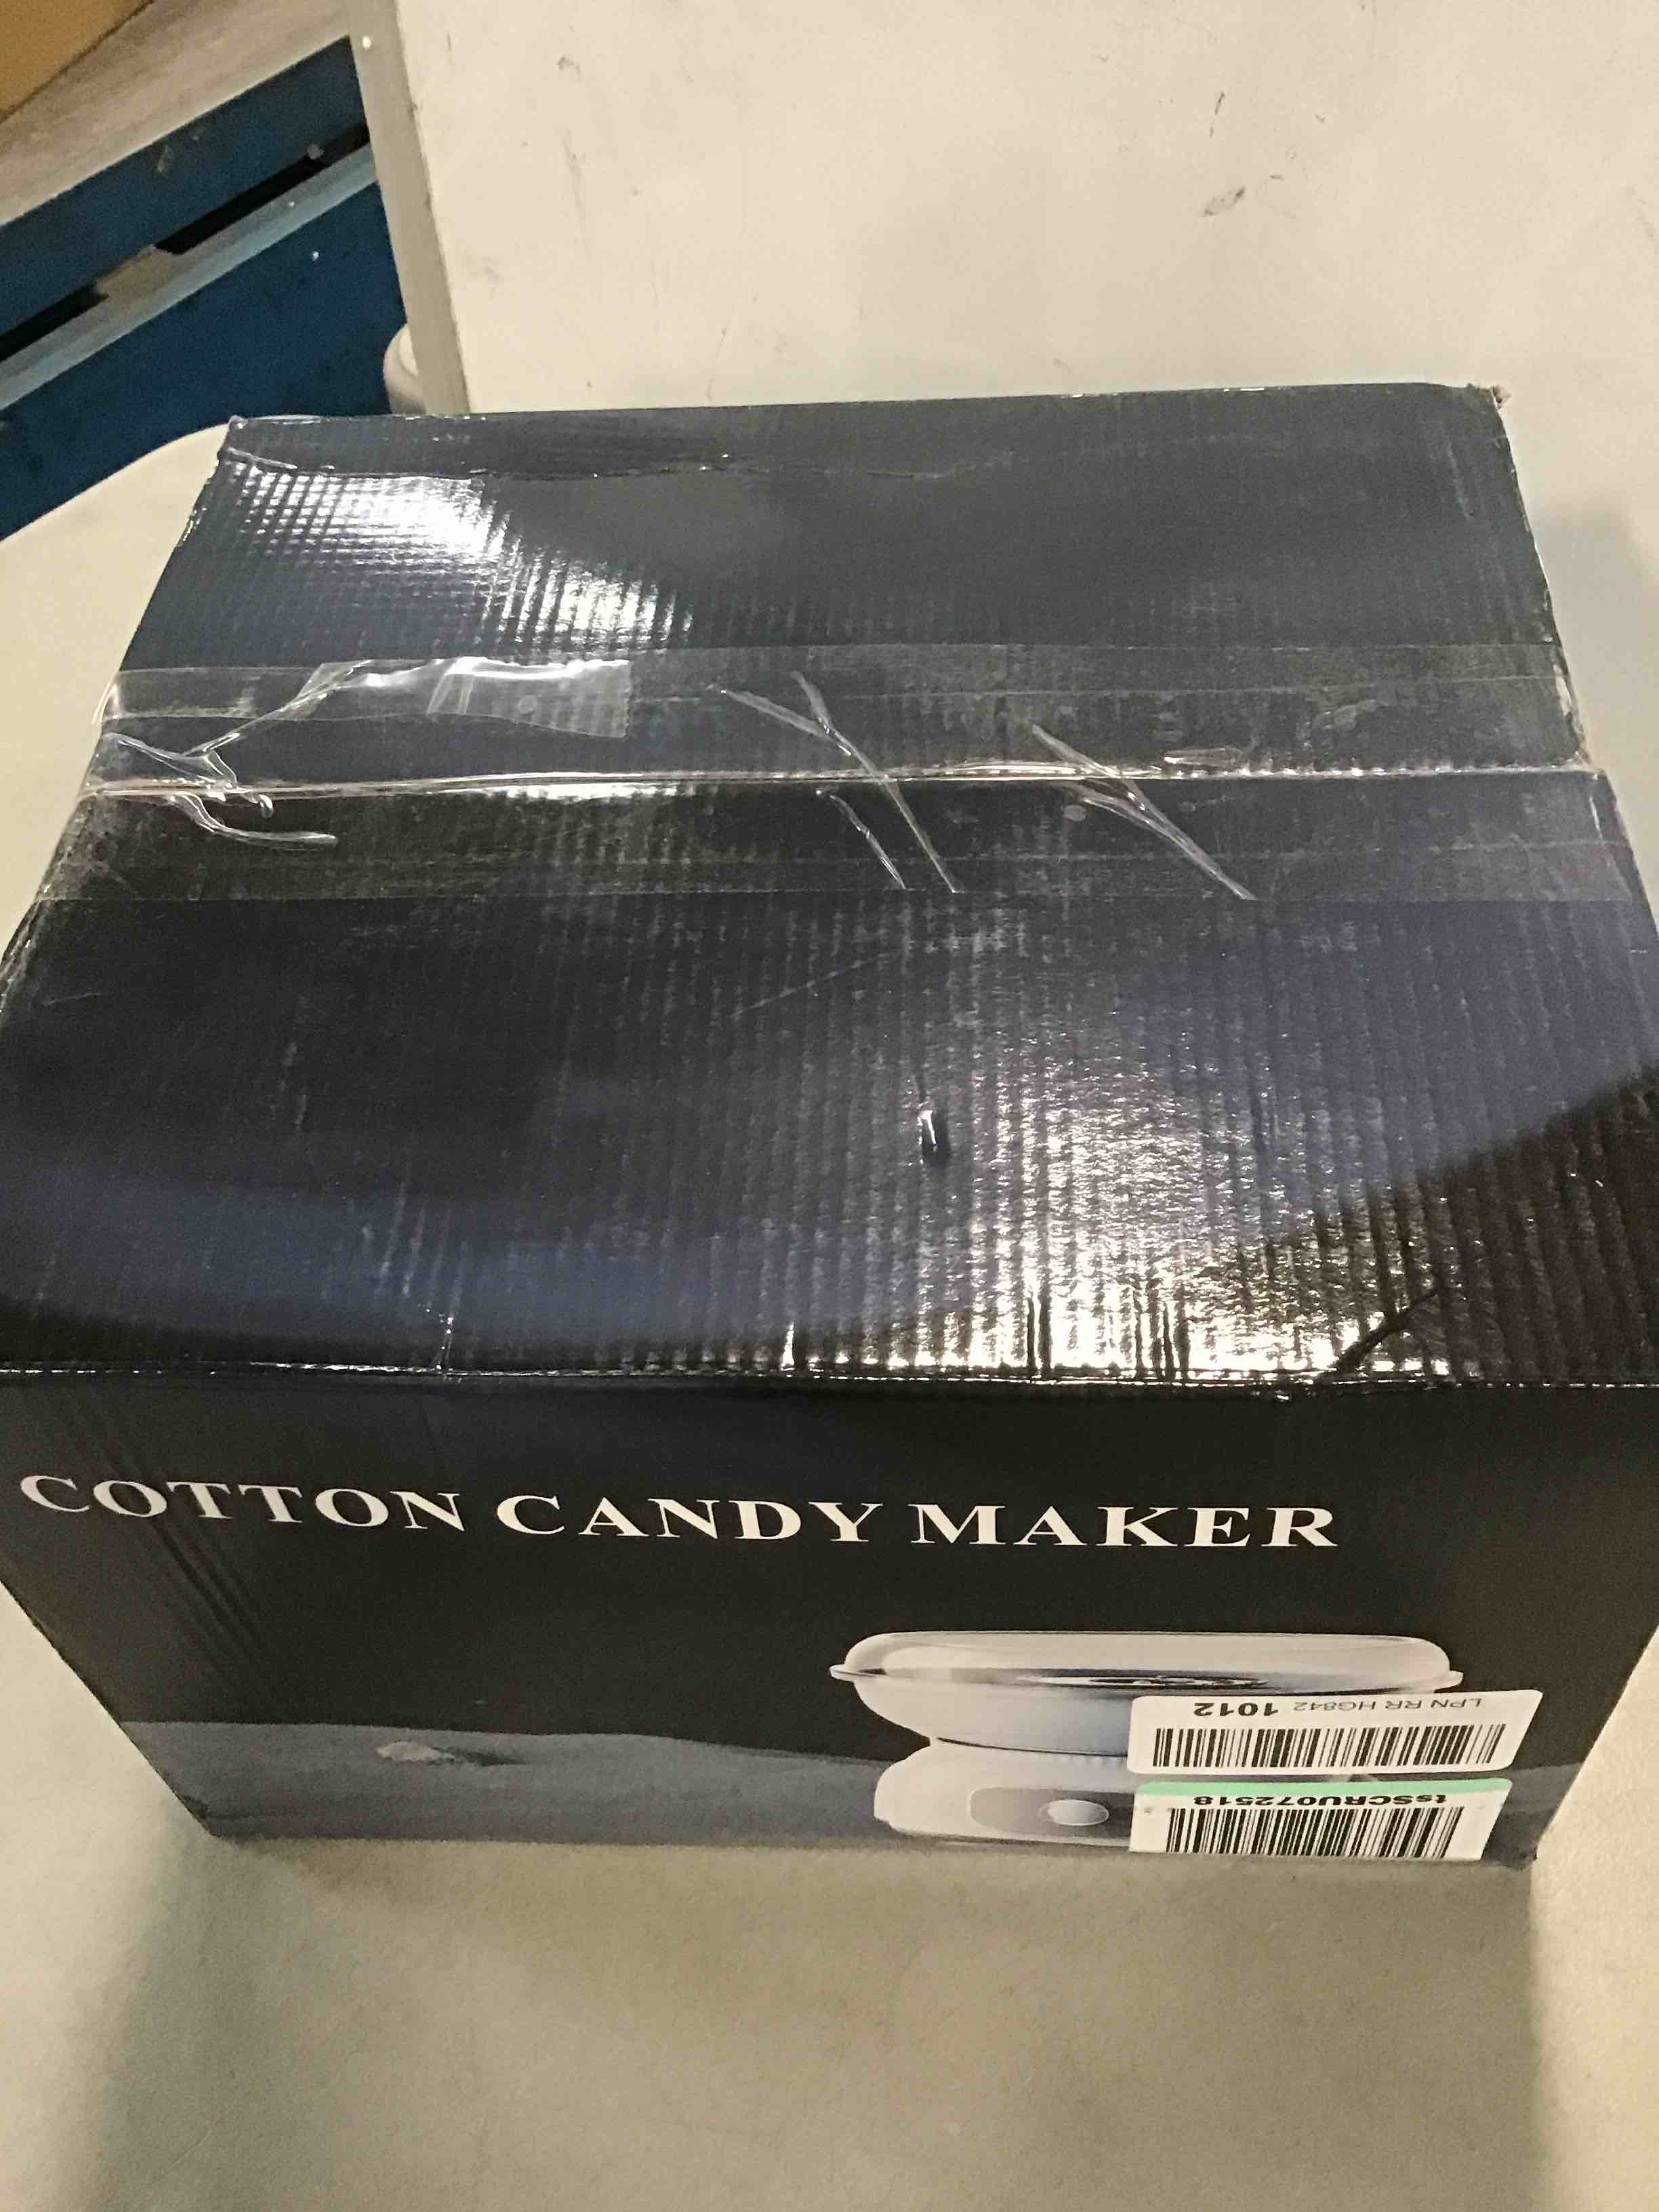 COTTON CANDY MAKER
LPN RR HG842 1012
tsSCRU072518